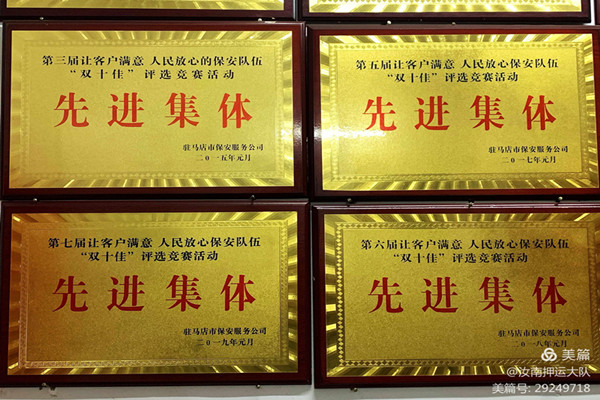 第三届让客户满意 人民放心的保安队伍
“双十佳”评选竞赛活动
先进集体
驻马店市保安服务公司
二0一五年元月
第五届让客户满意 人民放心保安队伍
“双十佳”评选竞赛活动
先进集体
驻马店市保安服务公司
二0一七年元月
第七届让客户满意 人民放心保安队伍
“双十佳”评选竞赛活动
先进集体
驻马店市保安服务公司
二0一九年元月
第六届让客户满意 人民放心保安队伍
“双十佳”评选竞赛活动
先进集体
驻马店市保安服务公司
二0一八年元月
美篇
@汝南押运大队
美篇号: 29249718